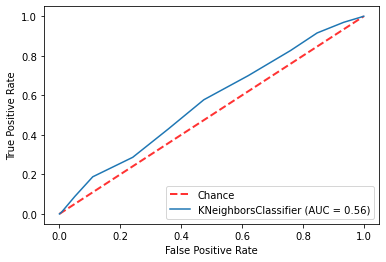 1.0
0.8
0.6
0.4
0.2
0.0
True Positive Rate
Chance
KNeighborsClassifier (AUC = 0.56)
0.0 0.2 0.4 0.6 0.8 1.0
False Positive Rate